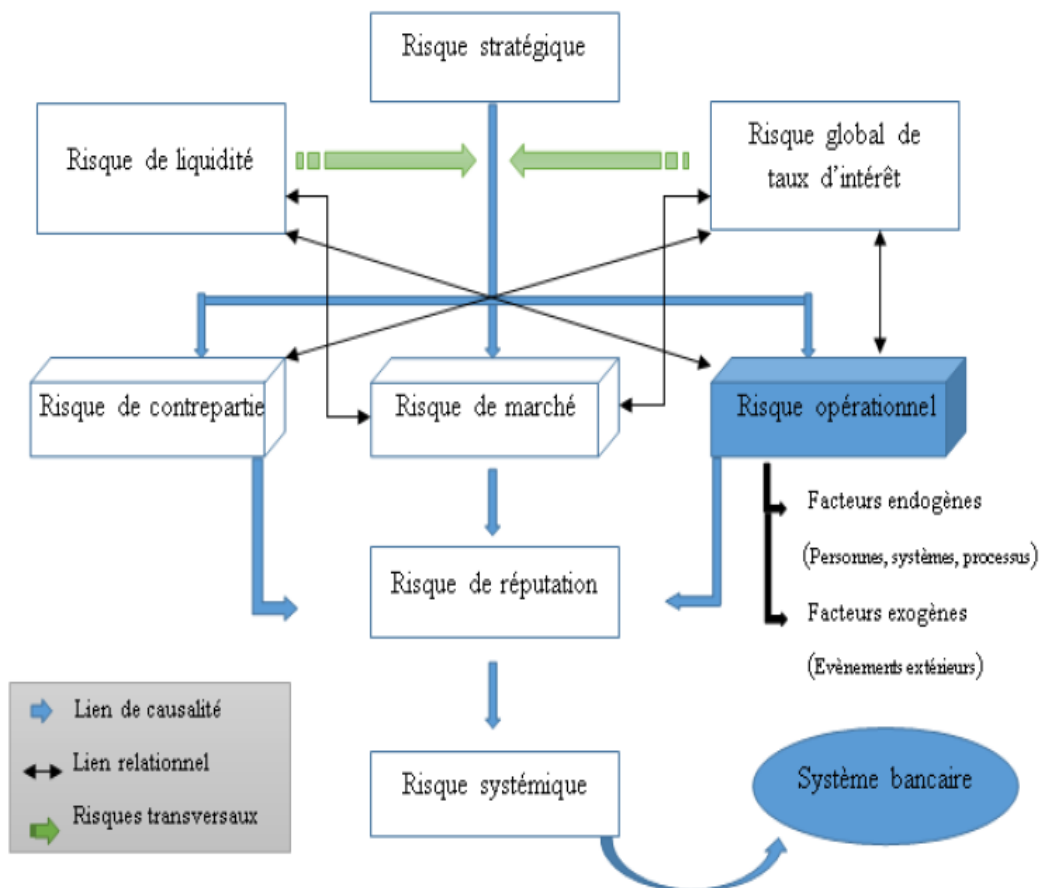 Risque stratégique
Risque de liquidité
Risque global de
taux d'intérêt
Risque de contrepartie
Risque de marché
Risque opérationnel
Facteurs endogènes
(Personnes, systèmes, processus)
Risque de réputation
Facteurs exogènes
(Evènements extérieurs)
Lien de causalité
Lien relationnel
Risques transversaux
Risque systémique
Système bancaire